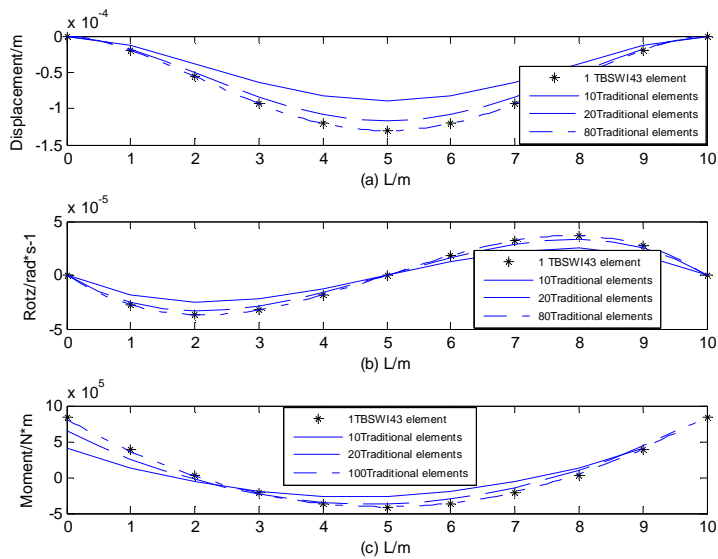 x 10-4
0
-0.5
-1
-1.5
Displacement/m
0 1 2 3 4 5 6 7 8 9 10
(a) L/m
1 TBSWI43 element
10Traditional elements
20Traditional elements
80Traditional elements
x 10-5
5
0
-5
Rotz/rad*s-1
0 1 2 3 4 5 6 7 8 9 10
(b) L/m
1 TBSWI43 element
10Traditional elements
20Traditional elements
80Traditional elements
x 105
10
5
0
-5
Moment/N*m
0 1 2 3 4 5 6 7 8 9 10
(c) L/m
1TBSWI43 element
10Traditional elements
20Traditional elements
100Traditional elements